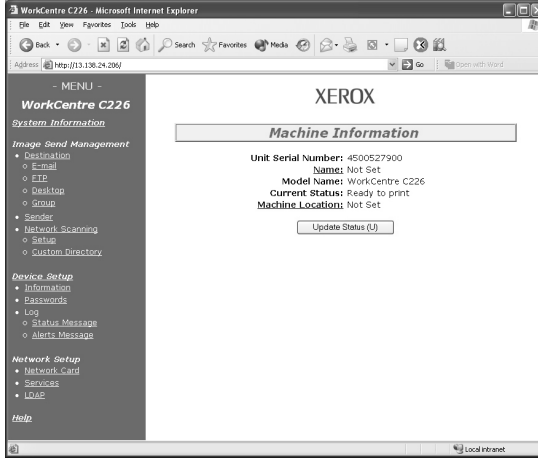 WorkCentre C226 - Microsoft Internet Explorer
File Edit View Favorites Tools Help
Back Search Favorites Media
Address http://13.138.24.206/ Go Open with Word
- MENU -
WorkCentre C226
System Information
Image Send Management
Destination
E-mail
FTP
Desktop
Group
Sender
Network Scanning
Setup
Custom Directory
Device Setup
Information
Passwords
Log
Status Message
Alerts Message
Network Setup
Network Card
Services
LDAP
Help
XEROX
Machine Information
Unit Serial Number: 4500527900
Name: Not Set
Model Name: WorkCentre C226
Current Status: Ready to print
Machine Location: Not Set
Update Status (U)
Local intranet